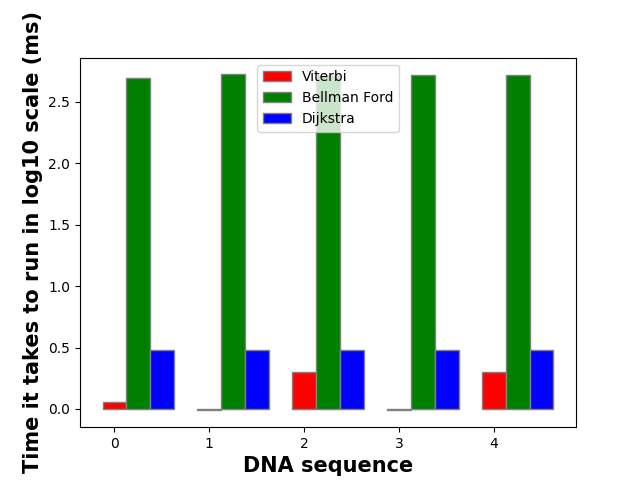 Time it takes to run in log10 scale (ms)
2.5
2.0
1.5
1.0
0.5
0.0
Viterbi
Bellman Ford
Dijkstra
0 1 2 3 4
DNA sequence